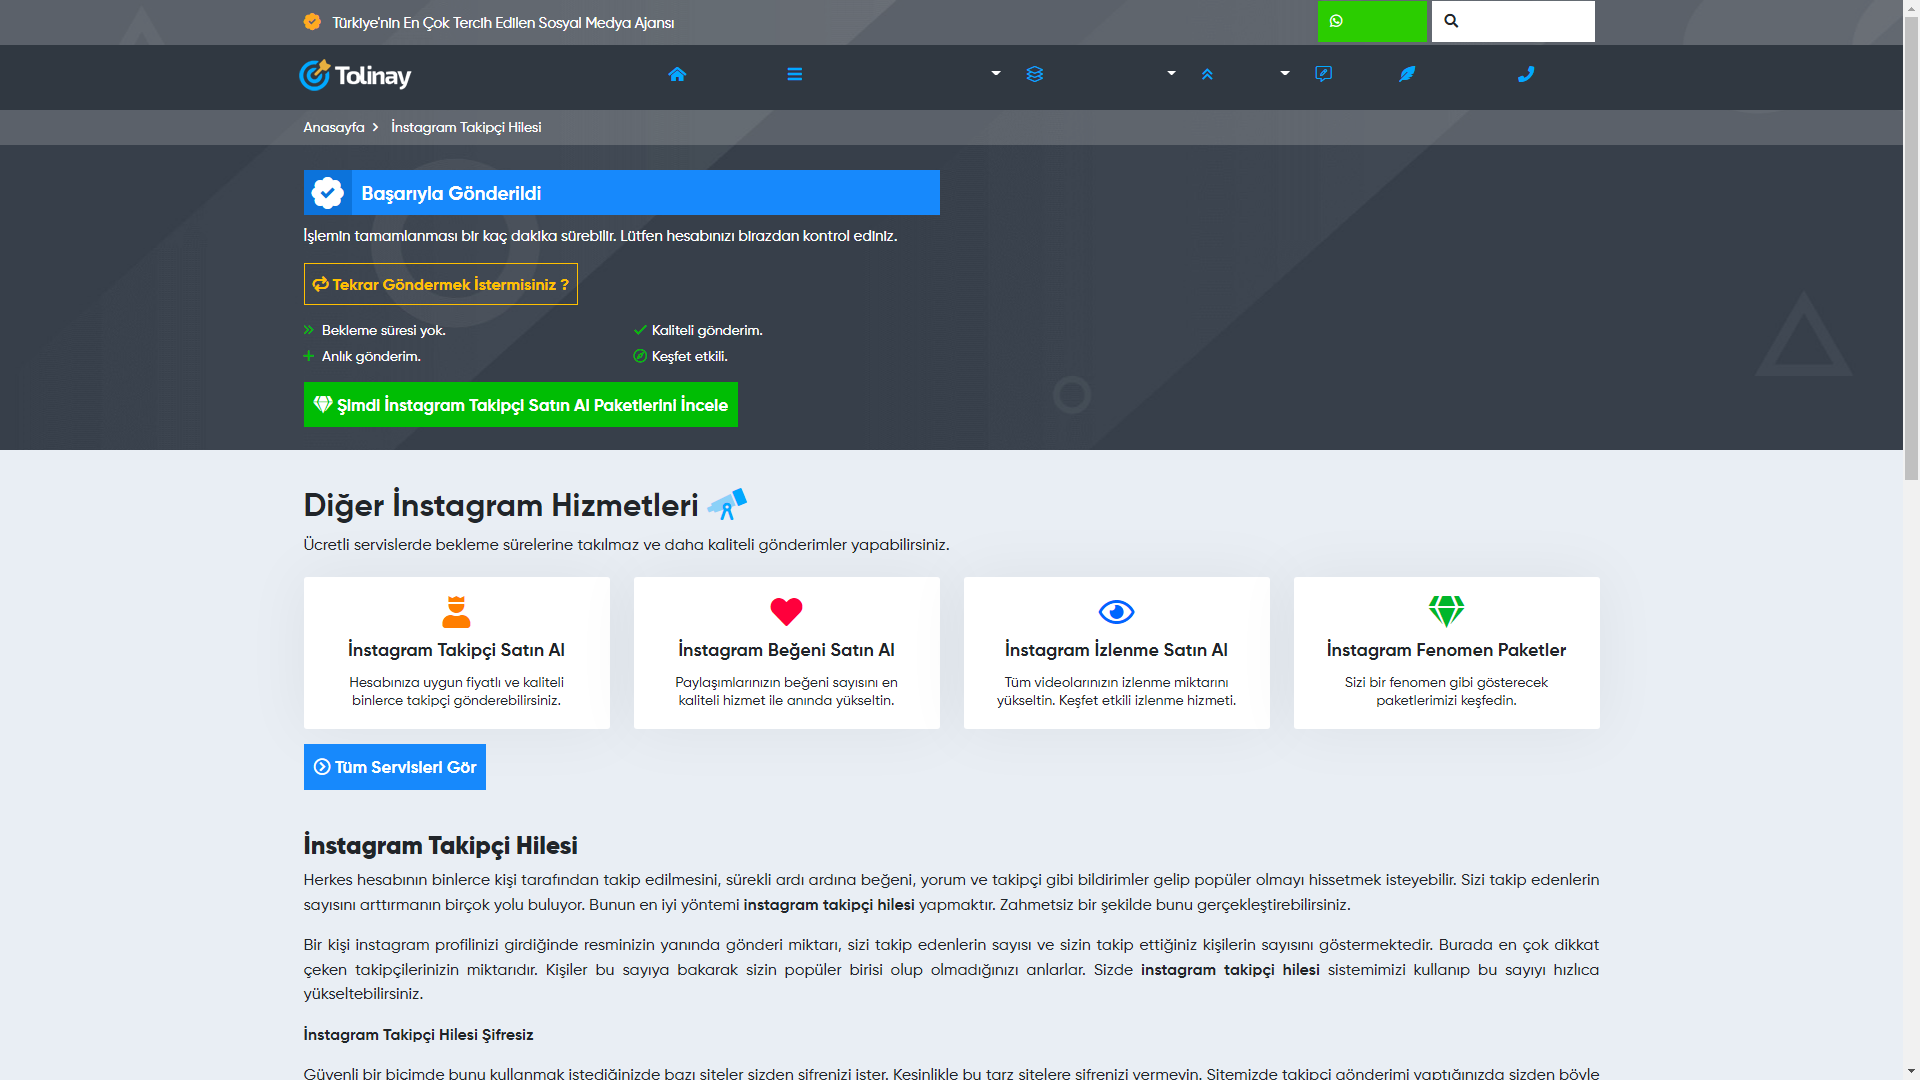 Türkiye'nin En Çok Tercih Edilen Sosyal Medya Ajansı
Tolinay
Anasayfa
İnstagram Takipçi Hilesi
Başarıyla Gönderildi
İşlemin tamamlanması bir kaç dakika sürebilir. Lütfen hesabınızı birazdan kontrol ediniz.
Tekrar Göndermek İstermisiniz ?
Bekleme süresi yok.
Kaliteli gönderim.
Anlık gönderim.
Keşfet etkili.
Şimdi İnstagram Takipçi Satın Al Paketlerini İncele
Diğer İnstagram Hizmetleri
Ücretli servislerde bekleme sürelerine takılmaz ve daha kaliteli gönderimler yapabilirsiniz.
İnstagram Takipçi Satın Al
Hesabınıza uygun fiyatlı ve kaliteli
binlerce takipçi gönderebilirsiniz.
İnstagram Beğeni Satın Al
Paylaşımlarınızın beğeni sayısını en
kaliteli hizmet ile anında yükseltin.
İnstagram İzlenme Satın Al
Tüm videolarınızın izlenme miktarını
yükseltin. Keşfet etkili izlenme hizmeti.
İnstagram Fenomen Paketler
Sizi bir fenomen gibi gösterecek
paketlerimizi keşfedin.
Tüm Servisleri Gör
İnstagram Takipçi Hilesi
Herkes hesabının binlerce kişi tarafından takip edilmesini, sürekli ardı ardına beğeni, yorum ve takipçi gibi bildirimler gelip popüler olmayı hissetmek isteyebilir. Sizi takip edenlerin
sayısını arttırmanın birçok yolu buluyor. Bunun en iyi yöntemi instagram takipçi hilesi yapmaktır. Zahmetsiz bir şekilde bunu gerçekleştirebilirsiniz.
Bir kişi instagram profilinizi girdiğinde resminizin yanında gönderi miktarı, sizi takip edenlerin sayısı ve sizin takip ettiğiniz kişilerin sayısını göstermektedir. Burada en çok dikkat
çeken takipçilerinizin miktarıdır. Kişiler bu sayıya bakarak sizin popüler birisi olup olmadığınızı anlarlar. Sizde instagram takipçi hilesi sistemimizi kullanıp bu sayıyı hızlıca
yükseltebilirsiniz.
İnstagram Takipçi Hilesi Şifresiz
Güvenli bir biçimde bunu kullanmak istediğinizde bazı siteler sizden şifrenizi ister. Kesinlikle bu tarz sitelere şifrenizi vermeyin. Sitemizde takipçi gönderimi yaptığınızda sizden böyle